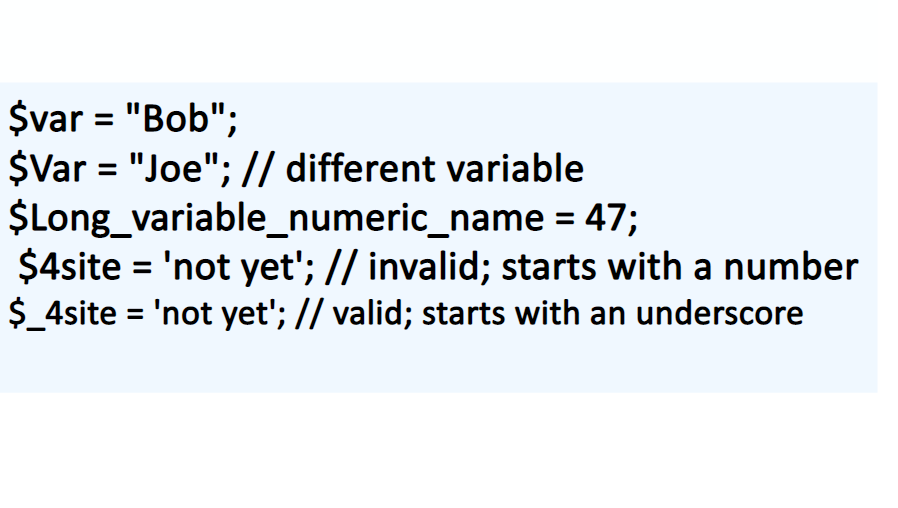 $var = "Bob";
$Var = "Joe"; // different variable
$Long_variable_numeric_name = 47;
$4site = 'not yet'; // invalid; starts with a number
$_4site = 'not yet'; // valid; starts with an underscore